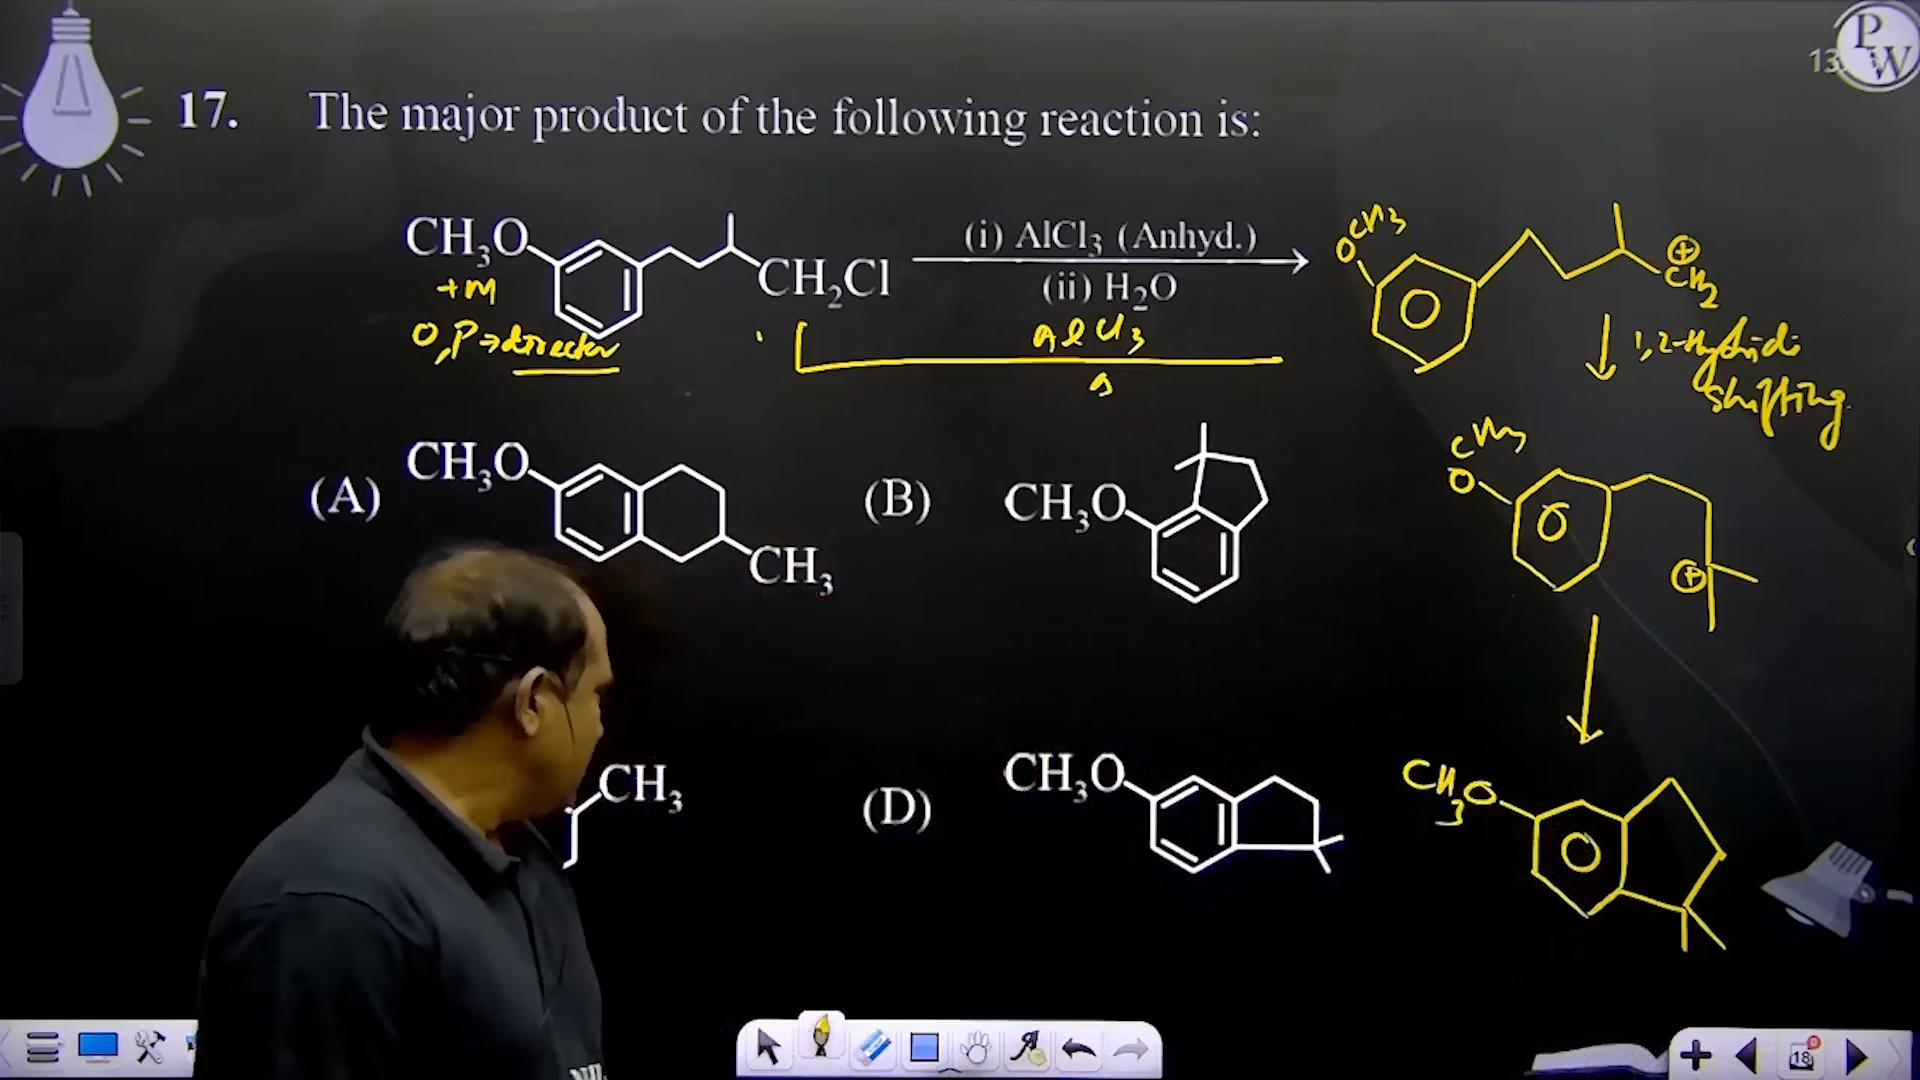 P
W
13
17. The major product of the following reaction is:
CH₃O
CH₂Cl
(i) AlCl₃ (Anhyd.)
(ii) H₂O
+M
O,P→director
AlCl₃
OCH₃
⊕
CH₂
1,2-Hydride
shifting
(A) CH₃O
CH₃
(B) CH₃O
OCH₃
⊕
CH₃
(D) CH₃O
CH₃O
18